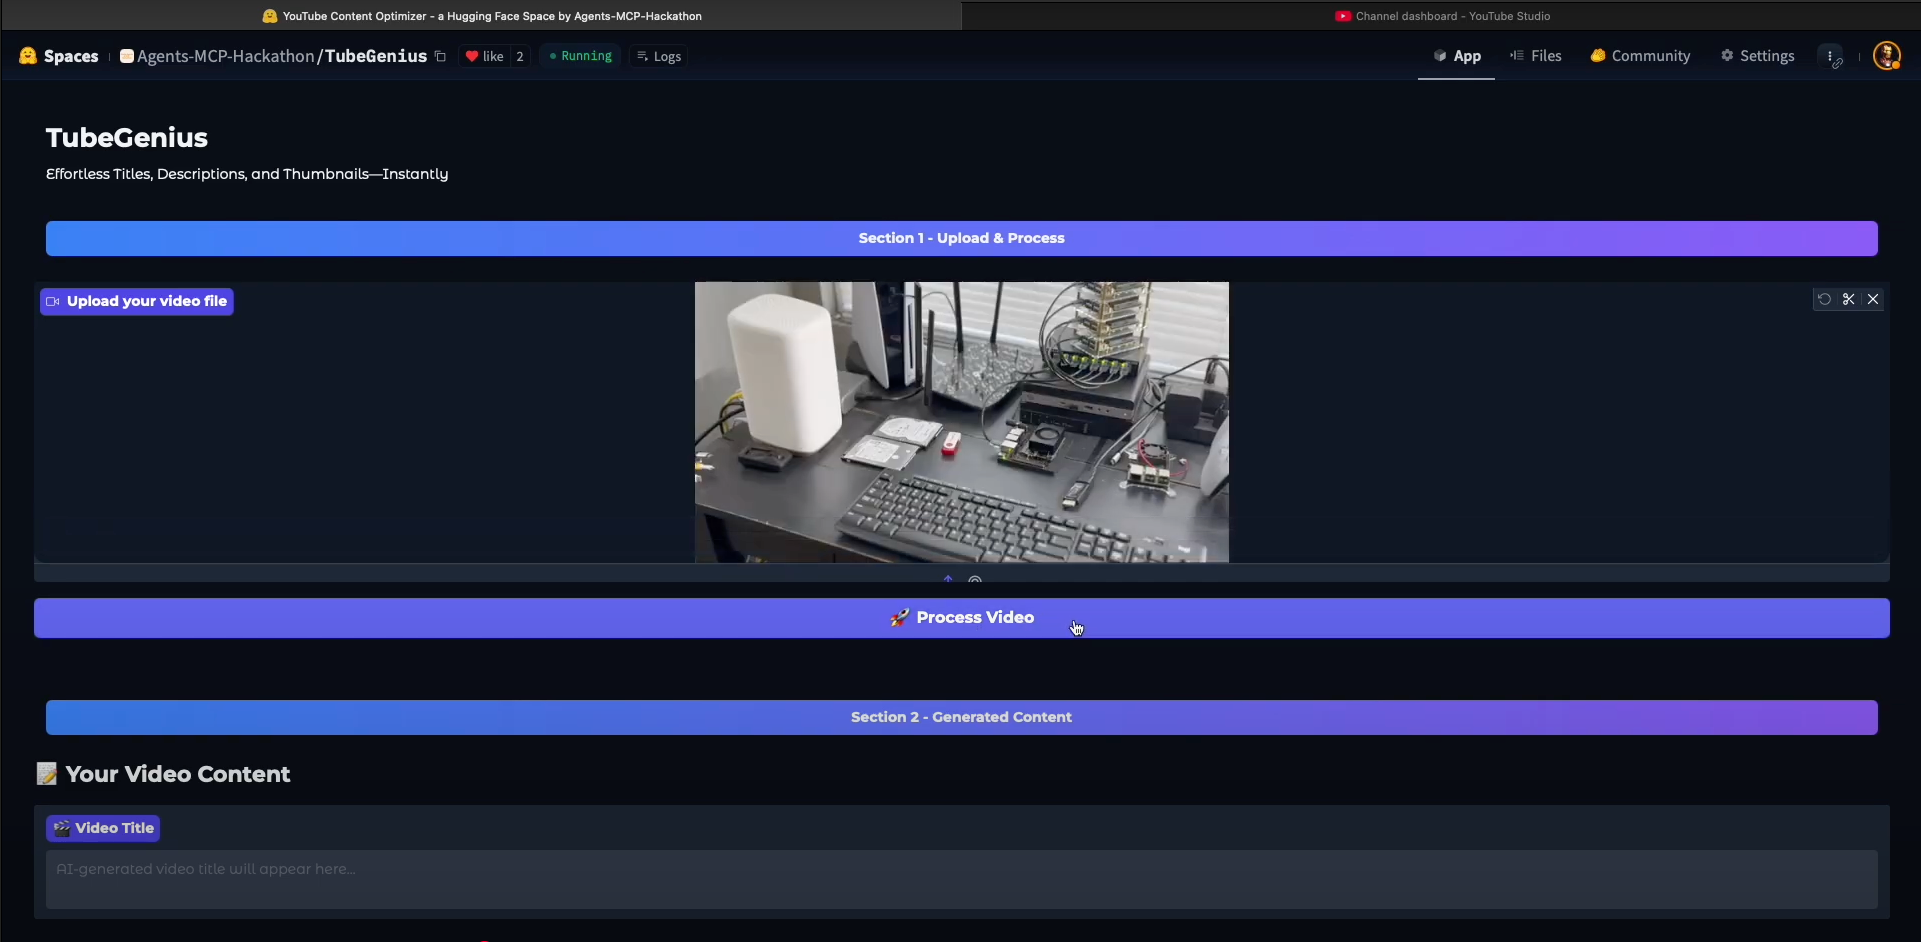 YouTube Content Optimizer - a Hugging Face Space by Agents-MCP-Hackathon
Channel dashboard - YouTube Studio
Spaces
Agents-MCP-Hackathon/TubeGenius
like 2
Running
Logs
App
Files
Community
Settings
TubeGenius
Effortless Titles, Descriptions, and Thumbnails—Instantly
Section 1 - Upload & Process
Upload your video file
Process Video
Section 2 - Generated Content
Your Video Content
Video Title
AI-generated video title will appear here...